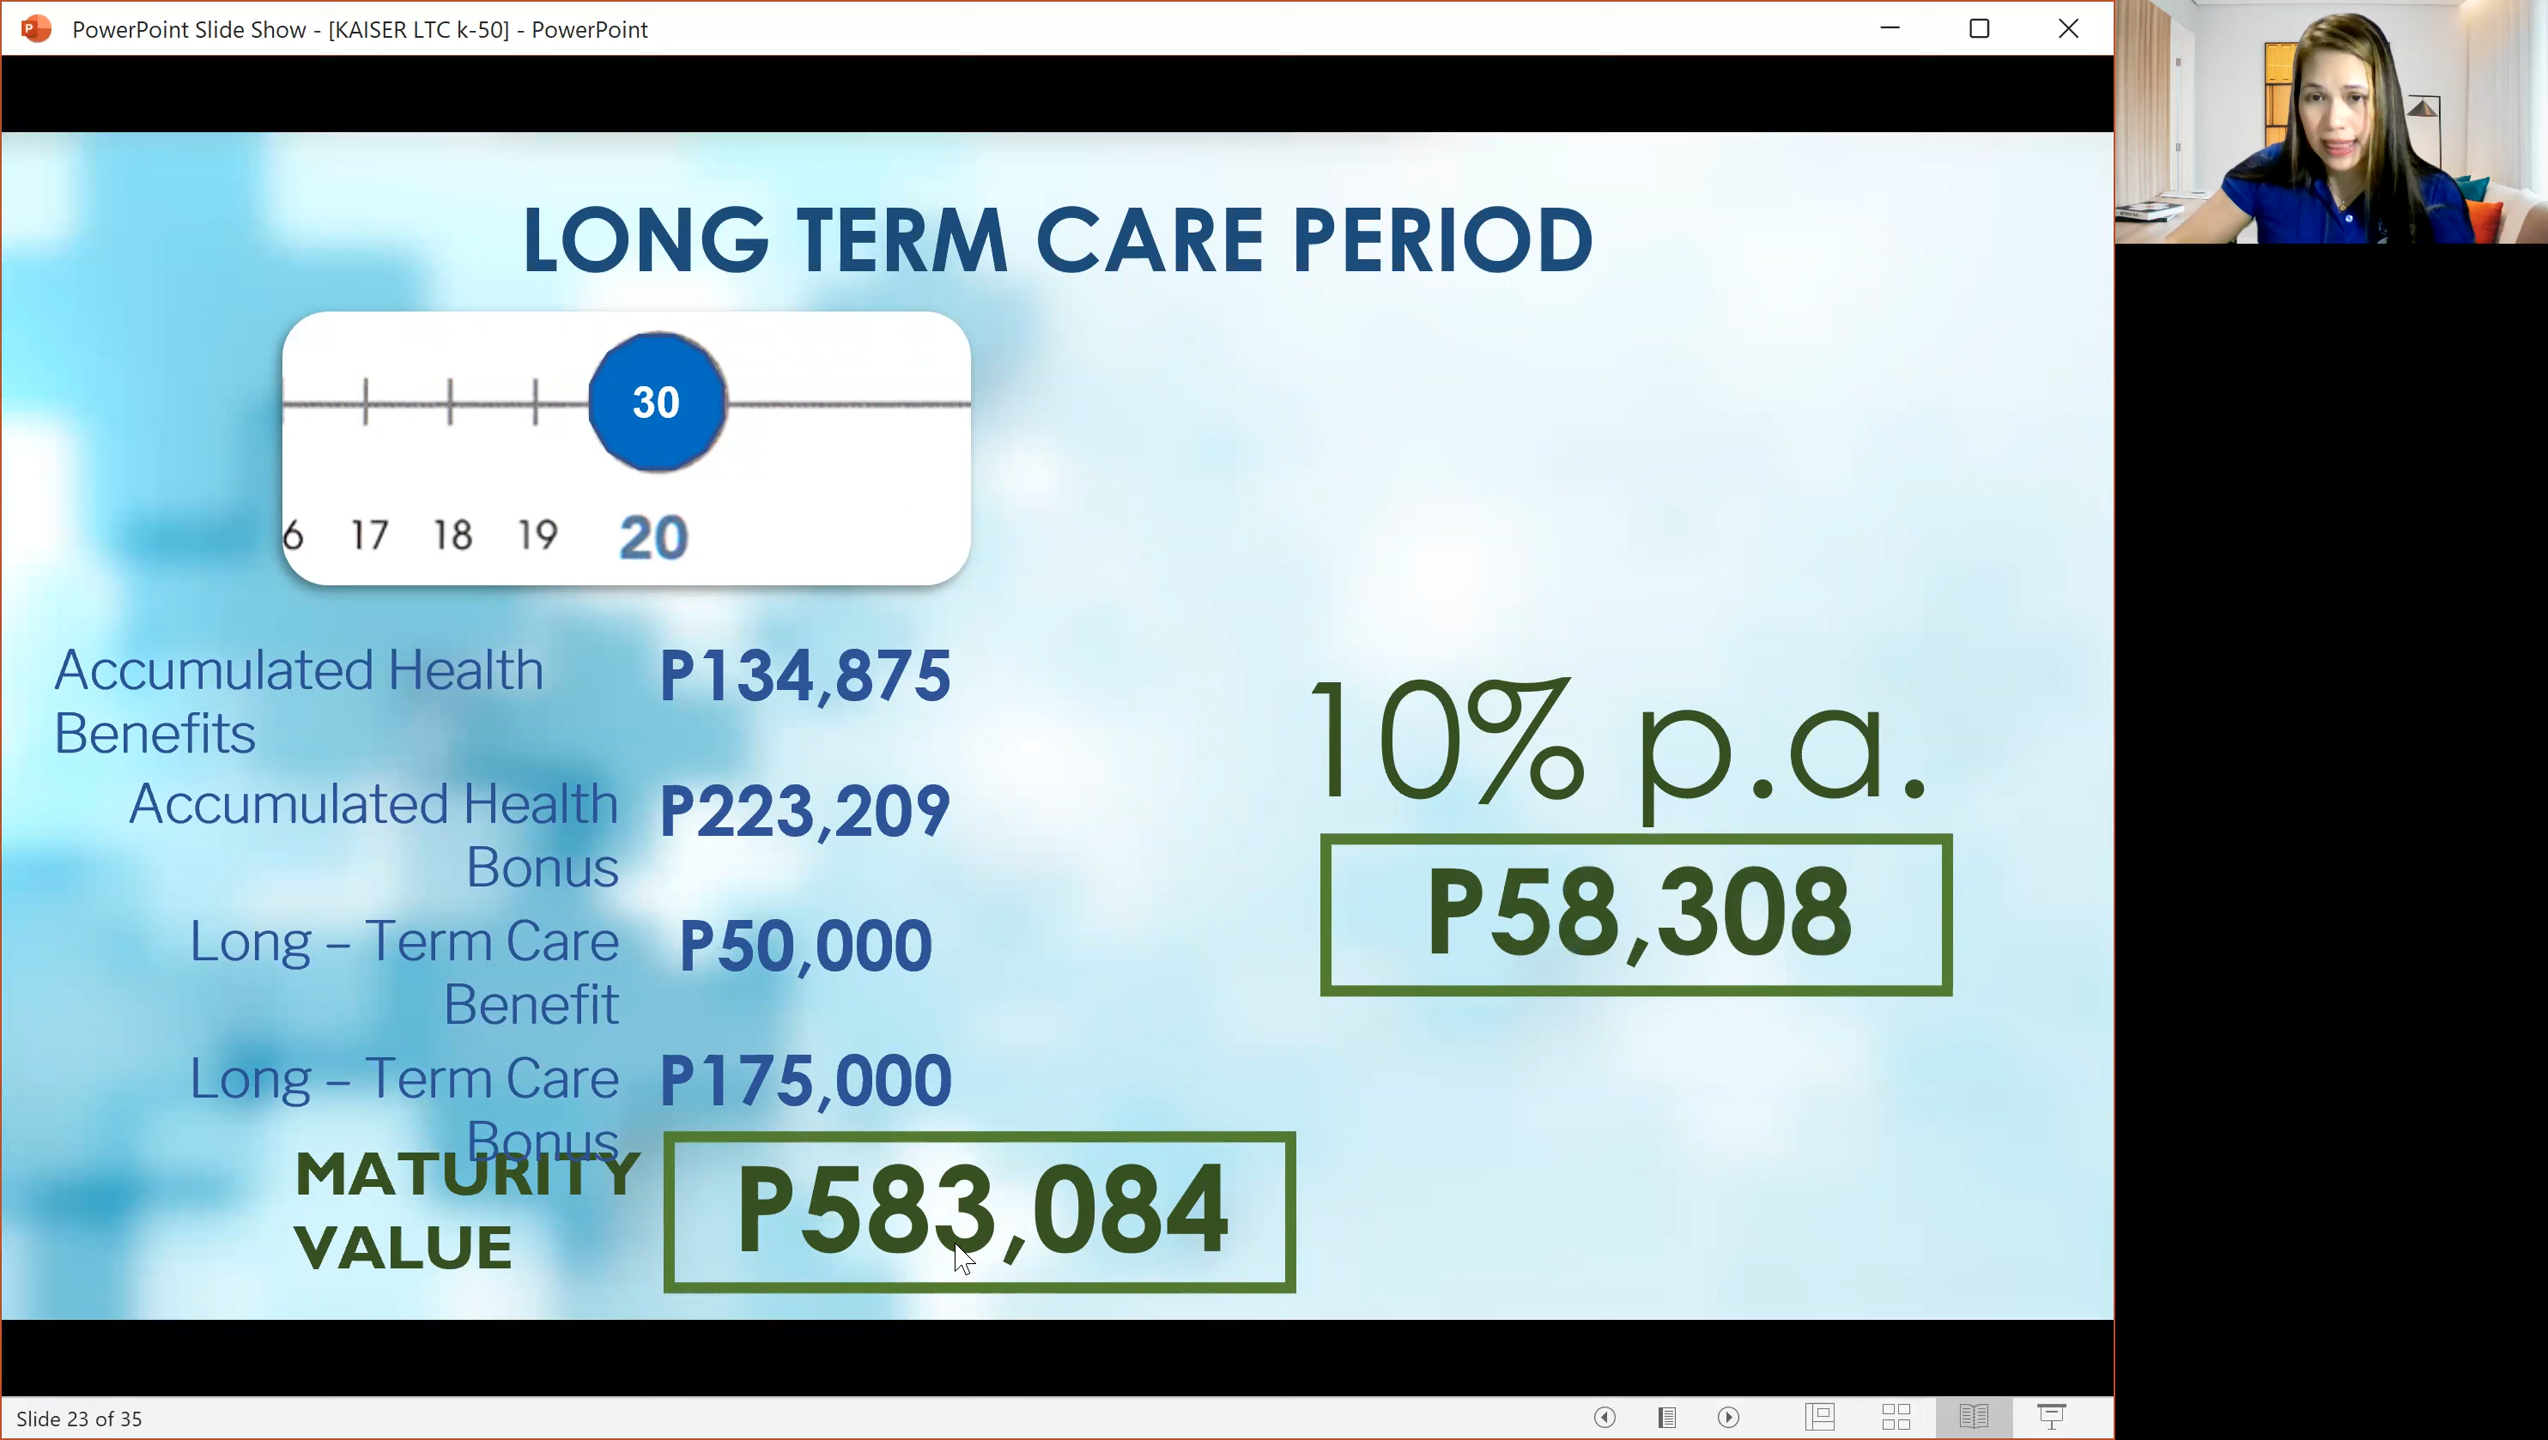 PowerPoint Slide Show - [KAISER LTC k-50] - PowerPoint
LONG TERM CARE PERIOD
30
6 17 18 19 20
Accumulated Health P134,875
Benefits
Accumulated Health P223,209
Bonus
Long – Term Care P50,000
Benefit
Long – Term Care P175,000
Bonus
MATURITY
VALUE
P583,084
10% p.a.
P58,308
Slide 23 of 35